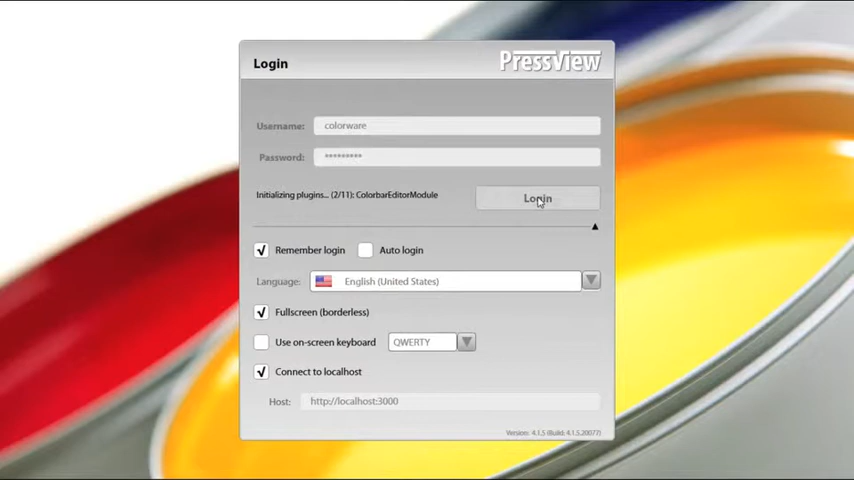 Login
PressView
Username: colorware
Password: *********
Initializing plugins... (2/11): ColorbarEditorModule
Login
Remember login Auto login
Language: English (United States)
Fullscreen (borderless)
Use on-screen keyboard QWERTY
Connect to localhost
Host: http://localhost:3000
Version: 4.1.5 (Build: 4.1.5.20077)